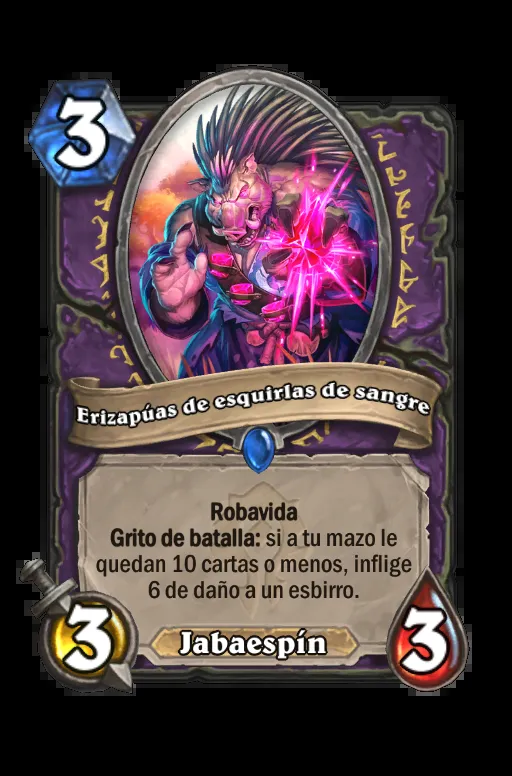 3
Erizapúas de esquirlas de sangre
Robavida
Grito de batalla: si a tu mazo le
quedan 10 cartas o menos, inflige
6 de daño a un esbirro.
3
Jabaespín
3